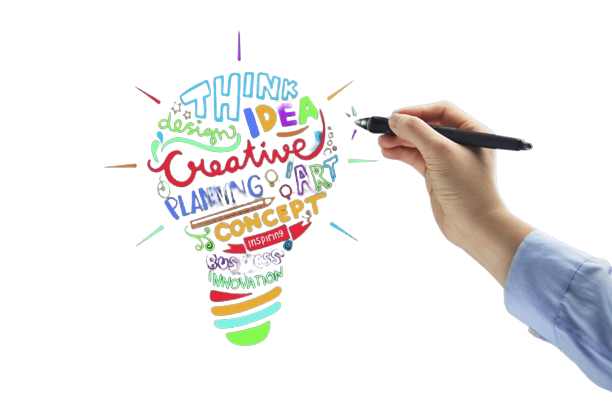 THINK
IDEA
design
Creative
ART
PLANNING
CONCEPT
inspiring
BUSINESS
INNOVATION